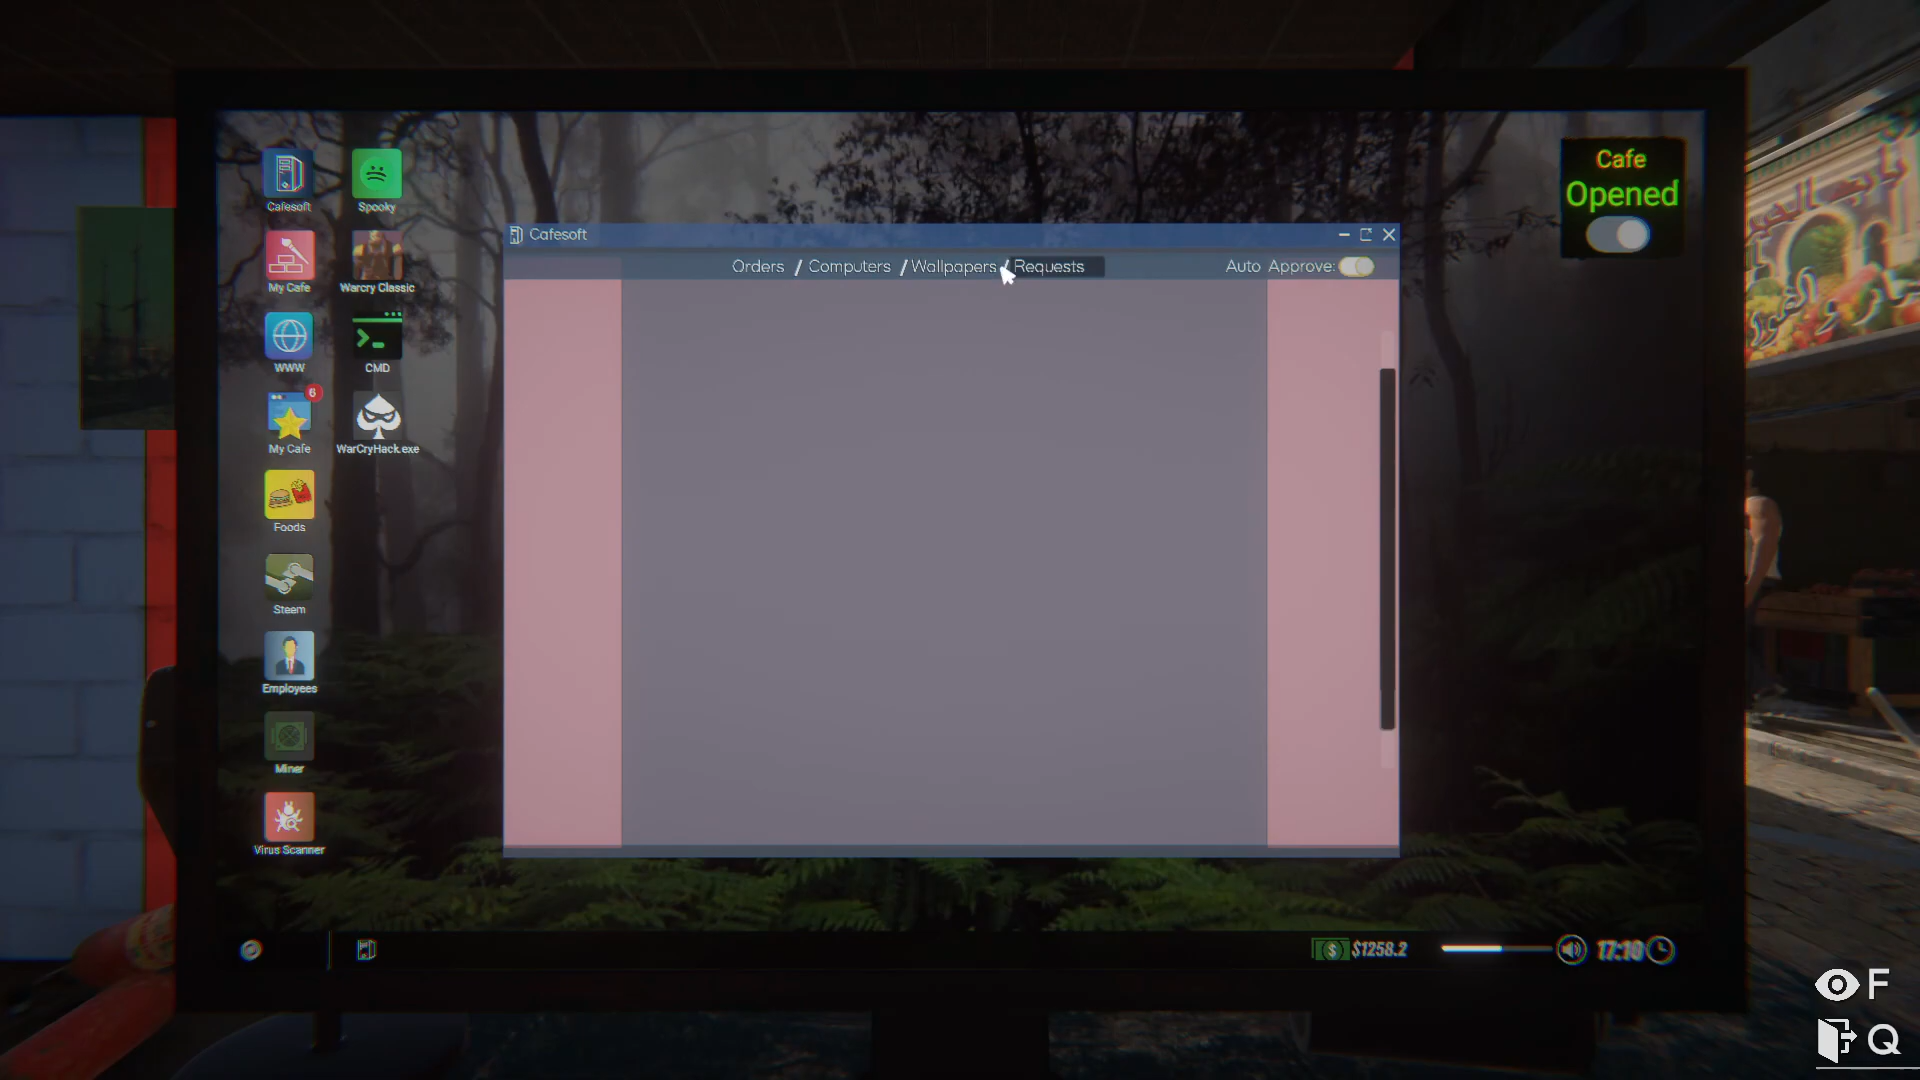 Cafesoft
Spooky
My Cafe
Warcry Classic
WWW
CMD
6
My Cafe
WarCryHack.exe
Foods
Steem
Employees
Miner
Virus Scanner
Cafesoft
Orders / Computers / Wallpapers / Requests
Auto Approve:
Cafe
Opened
$1258.2
17:10
F
Q